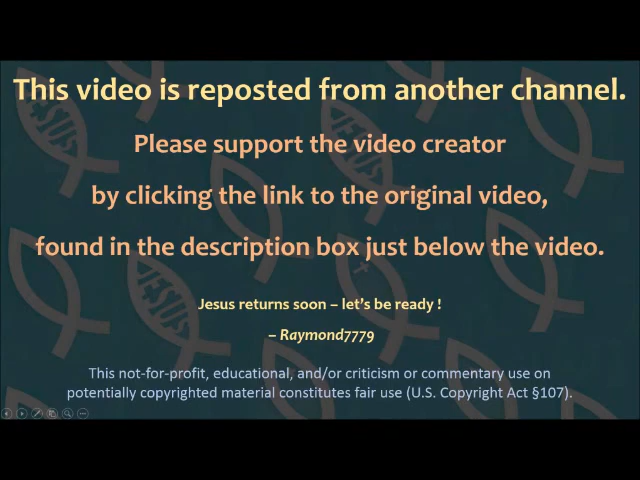 This video is reposted from another channel.
Please support the video creator
by clicking the link to the original video,
found in the description box just below the video.
Jesus returns soon – let's be ready !
– Raymond7779
This not-for-profit, educational, and/or criticism or commentary use on
potentially copyrighted material constitutes fair use (U.S. Copyright Act §107).
JESUS
JESUS
JESUS